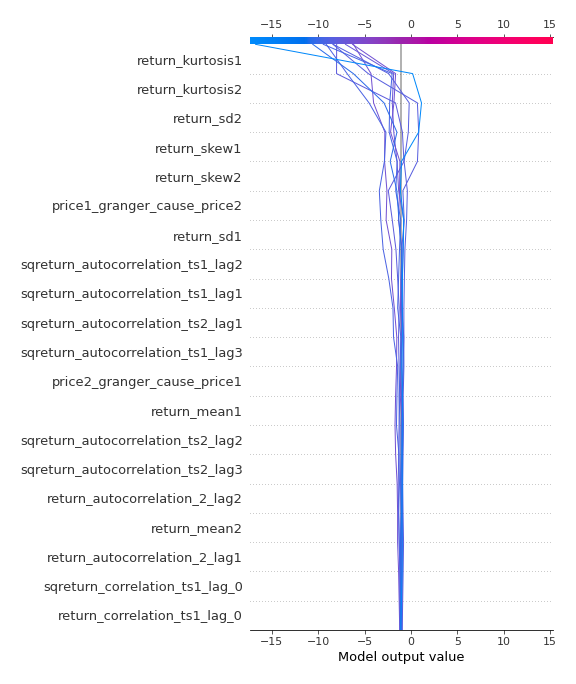 −15 −10 −5 0 5 10 15
return_kurtosis1
return_kurtosis2
return_sd2
return_skew1
return_skew2
price1_granger_cause_price2
return_sd1
sqreturn_autocorrelation_ts1_lag2
sqreturn_autocorrelation_ts1_lag1
sqreturn_autocorrelation_ts2_lag1
sqreturn_autocorrelation_ts1_lag3
price2_granger_cause_price1
return_mean1
sqreturn_autocorrelation_ts2_lag2
sqreturn_autocorrelation_ts2_lag3
return_autocorrelation_2_lag2
return_mean2
return_autocorrelation_2_lag1
sqreturn_correlation_ts1_lag_0
return_correlation_ts1_lag_0
−15 −10 −5 0 5 10 15
Model output value